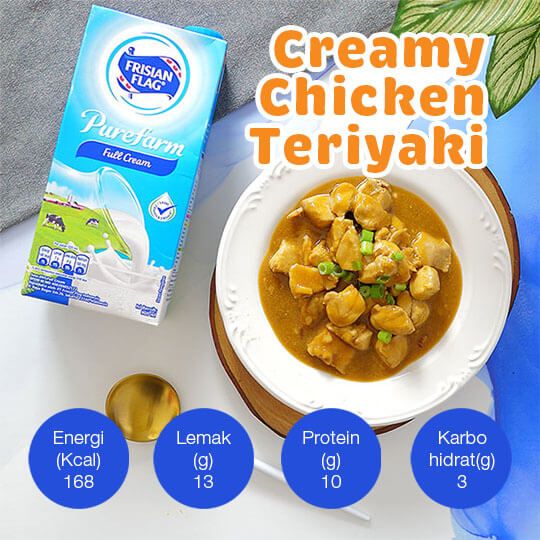 Creamy
Chicken
Teriyaki
FRISIAN
FLAG®
Purefarm
Full Cream
Energi
(Kcal)
168
Lemak
(g)
13
Protein
(g)
10
Karbo
hidrat(g)
3